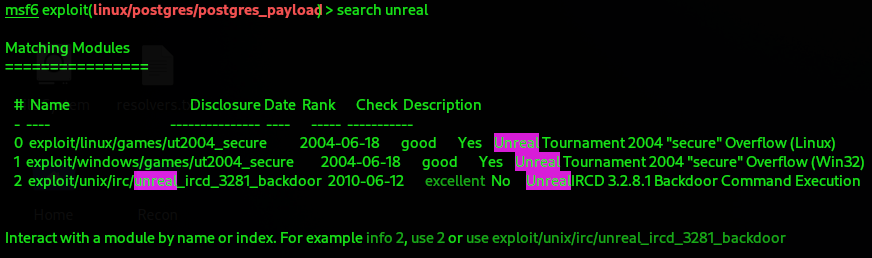 msf6 exploit(linux/postgres/postgres_payload) > search unreal
Matching Modules
================
# Name Disclosure Date Rank Check Description
- ---- --------------- ---- ----- -----------
0 exploit/linux/games/ut2004_secure 2004-06-18 good Yes Unreal Tournament 2004 "secure" Overflow (Linux)
1 exploit/windows/games/ut2004_secure 2004-06-18 good Yes Unreal Tournament 2004 "secure" Overflow (Win32)
2 exploit/unix/irc/unreal_ircd_3281_backdoor 2010-06-12 excellent No UnrealIRCD 3.2.8.1 Backdoor Command Execution
Home Recon
Interact with a module by name or index. For example info 2, use 2 or use exploit/unix/irc/unreal_ircd_3281_backdoor